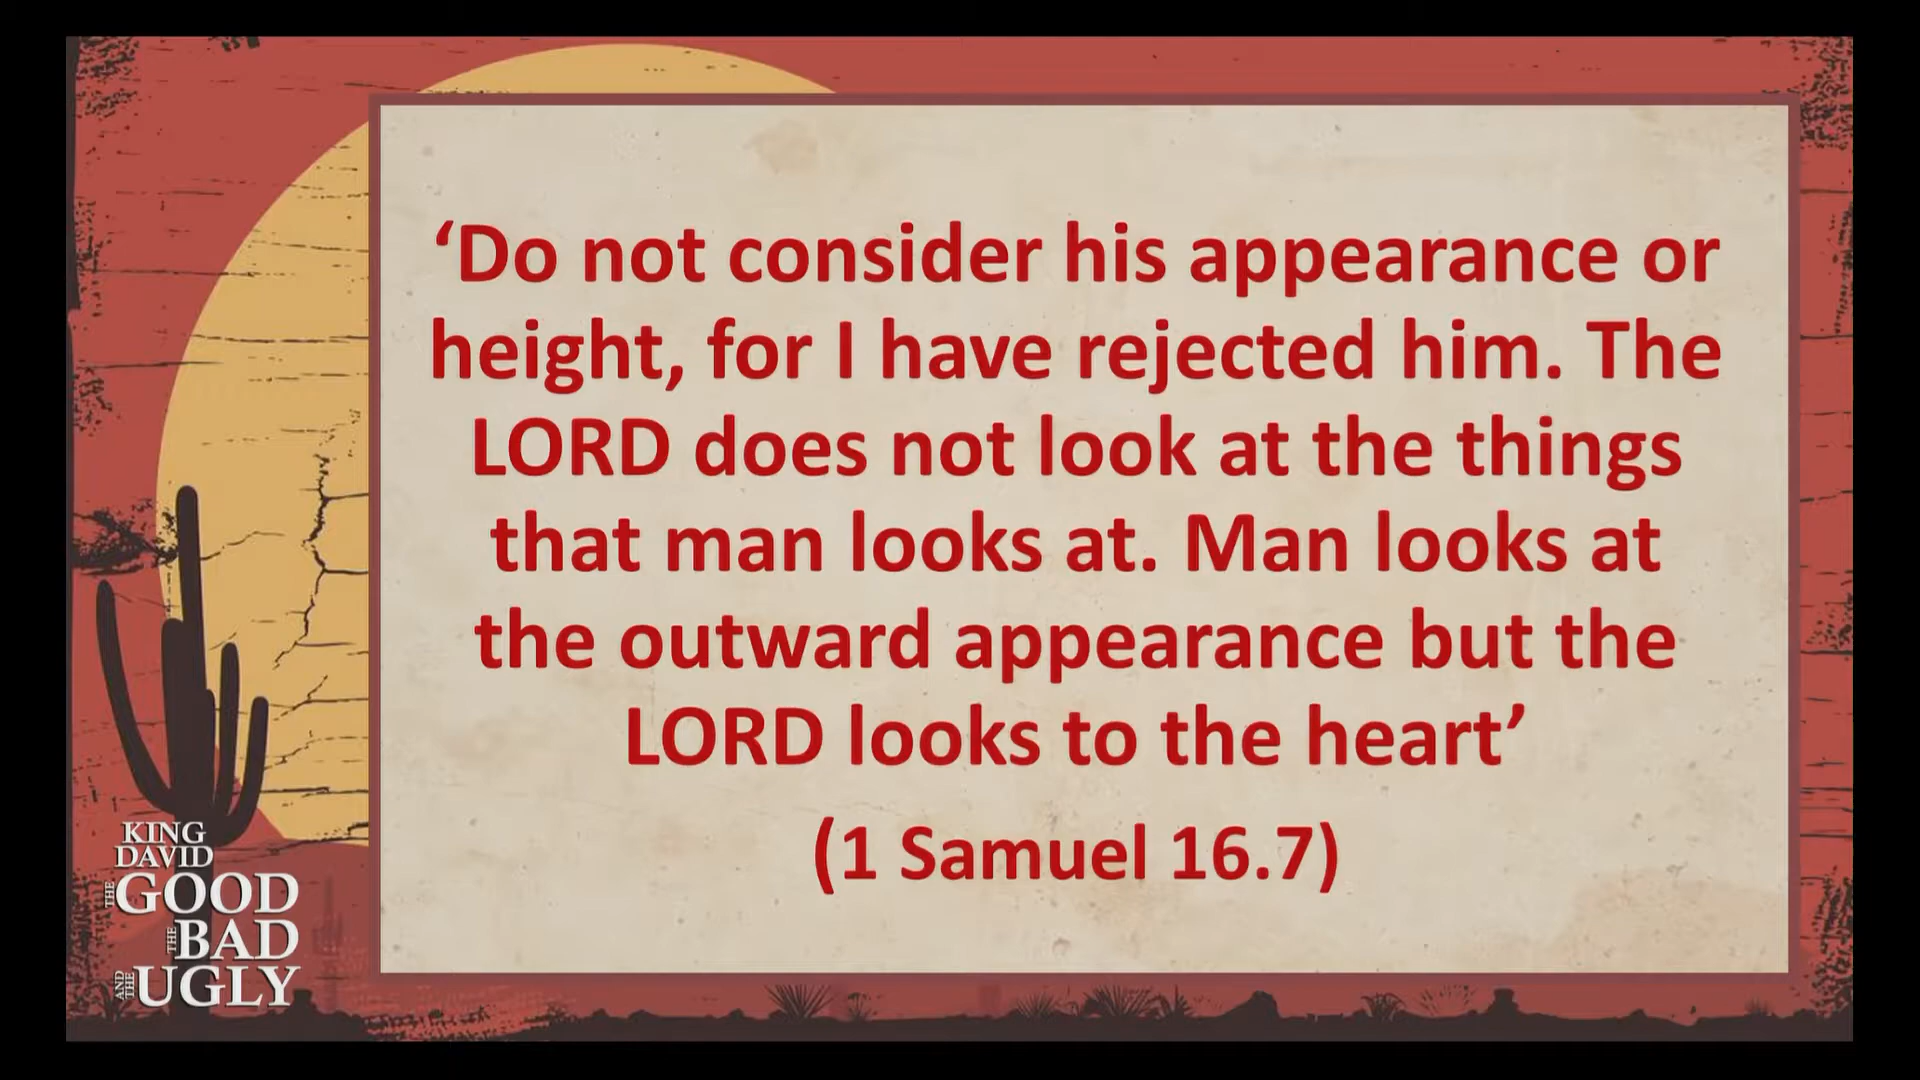 ‘Do not consider his appearance or
height, for I have rejected him. The
LORD does not look at the things
that man looks at. Man looks at
the outward appearance but the
LORD looks to the heart’
(1 Samuel 16.7)
KING
DAVID
THE GOOD
THE BAD
AND THE UGLY